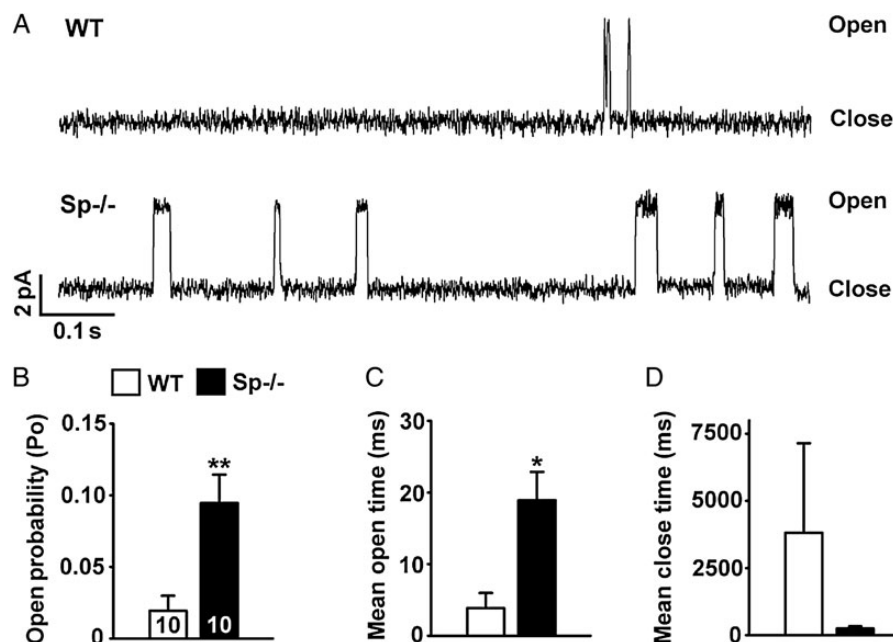 A
WT
Open
Close
Sp-/-
Open
Close
2 pA
0.1 s
B
WT
Sp-/-
Open probability (Po)
0.15
0.10
0.05
0
**
10
10
C
Mean open time (ms)
30
20
10
0
*
D
Mean close time (ms)
7500
5000
2500
0